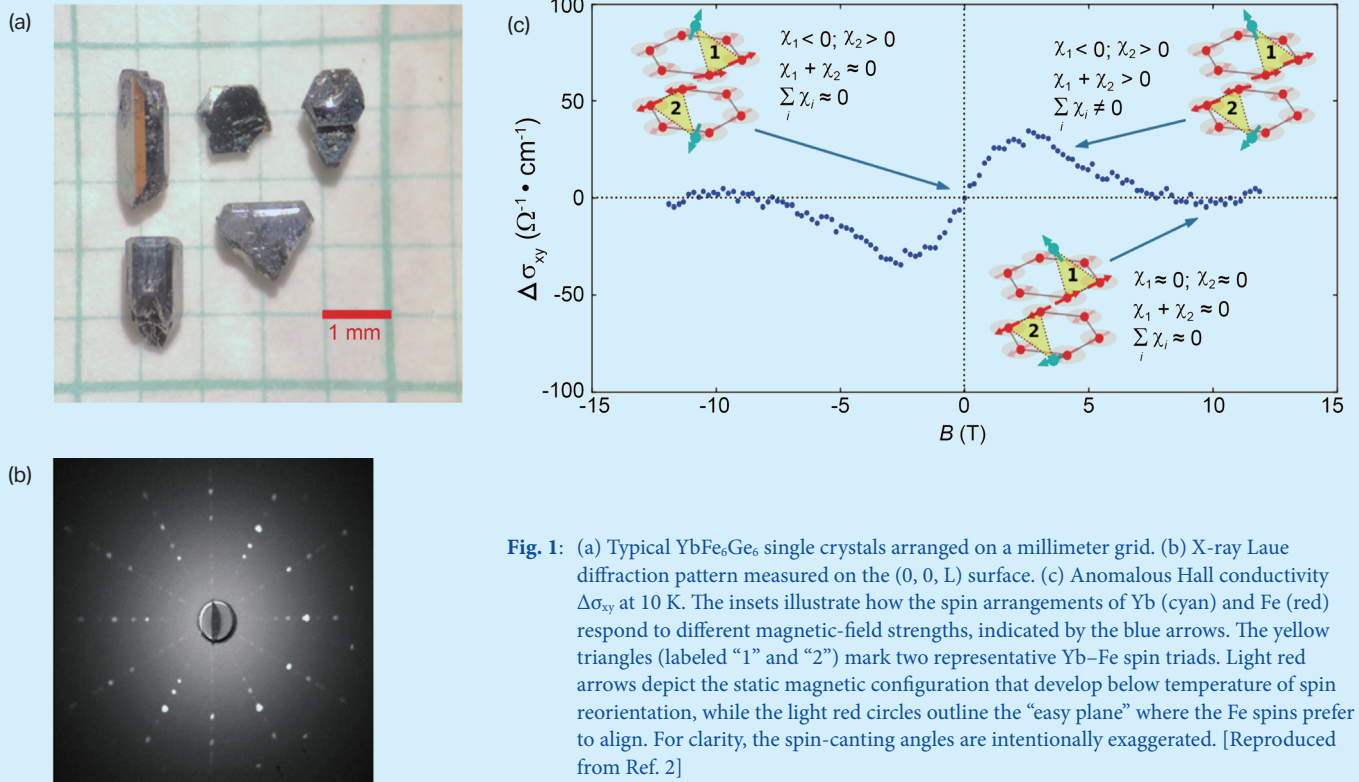 (a)
1 mm
(b)
(c)
100
50
0
-50
-100
Δσxy (Ω⁻¹ • cm⁻¹)
-15
-10
-5
0
5
10
15
B (T)
1
2
χ₁ < 0; χ₂ > 0
χ₁ + χ₂ ≈ 0
∑ χᵢ ≈ 0
i
χ₁ < 0; χ₂ > 0
χ₁ + χ₂ > 0
∑ χᵢ ≠ 0
i
1
2
1
2
χ₁ ≈ 0; χ₂ ≈ 0
χ₁ + χ₂ ≈ 0
∑ χᵢ ≈ 0
i
Fig. 1: (a) Typical YbFe₆Ge₆ single crystals arranged on a millimeter grid. (b) X-ray Laue
diffraction pattern measured on the (0, 0, L) surface. (c) Anomalous Hall conductivity
Δσxy at 10 K. The insets illustrate how the spin arrangements of Yb (cyan) and Fe (red)
respond to different magnetic-field strengths, indicated by the blue arrows. The yellow
triangles (labeled “1” and “2”) mark two representative Yb–Fe spin triads. Light red
arrows depict the static magnetic configuration that develop below temperature of spin
reorientation, while the light red circles outline the “easy plane” where the Fe spins prefer
to align. For clarity, the spin-canting angles are intentionally exaggerated. [Reproduced
from Ref. 2]